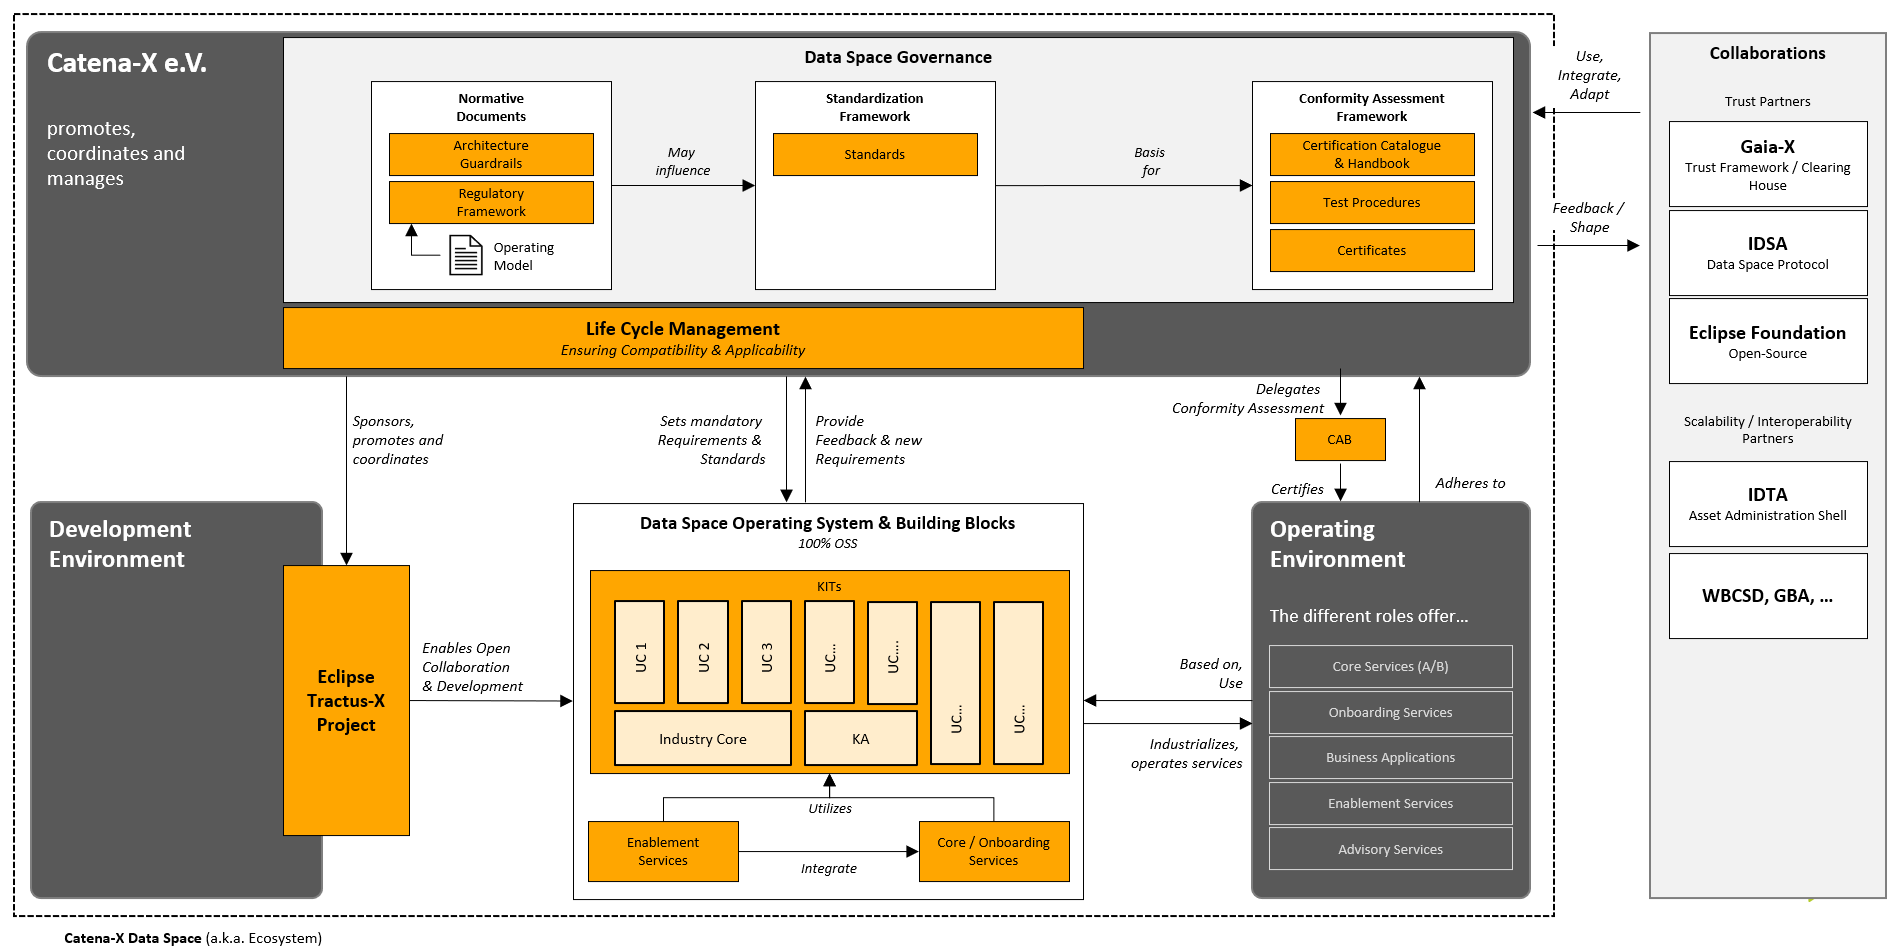 Catena-X e.V.
promotes,
coordinates and
manages
Data Space Governance
Normative
Documents
Architecture
Guardrails
Regulatory
Framework
Operating
Model
May
influence
Standardization
Framework
Standards
Basis
for
Conformity Assessment
Framework
Certification Catalogue
& Handbook
Test Procedures
Certificates
Life Cycle Management
Ensuring Compatibility & Applicability
Use,
Integrate,
Adapt
Feedback /
Shape
Collaborations
Trust Partners
Gaia-X
Trust Framework / Clearing
House
IDSA
Data Space Protocol
Eclipse Foundation
Open-Source
Scalability / Interoperability
Partners
IDTA
Asset Administration Shell
WBCSD, GBA, ...
Sponsors,
promotes and
coordinates
Sets mandatory
Requirements &
Standards
Provide
Feedback & new
Requirements
Delegates
Conformity Assessment
CAB
Certifies
Adheres to
Development
Environment
Eclipse
Tractus-X
Project
Enables Open
Collaboration
& Development
Data Space Operating System & Building Blocks
100% OSS
KITs
UC 1
UC 2
UC 3
UC...
UC....
UC...
UC...
Industry Core
KA
Utilizes
Enablement
Services
Integrate
Core / Onboarding
Services
Based on,
Use
Industrializes,
operates services
Operating
Environment
The different roles offer...
Core Services (A/B)
Onboarding Services
Business Applications
Enablement Services
Advisory Services
Catena-X Data Space (a.k.a. Ecosystem)